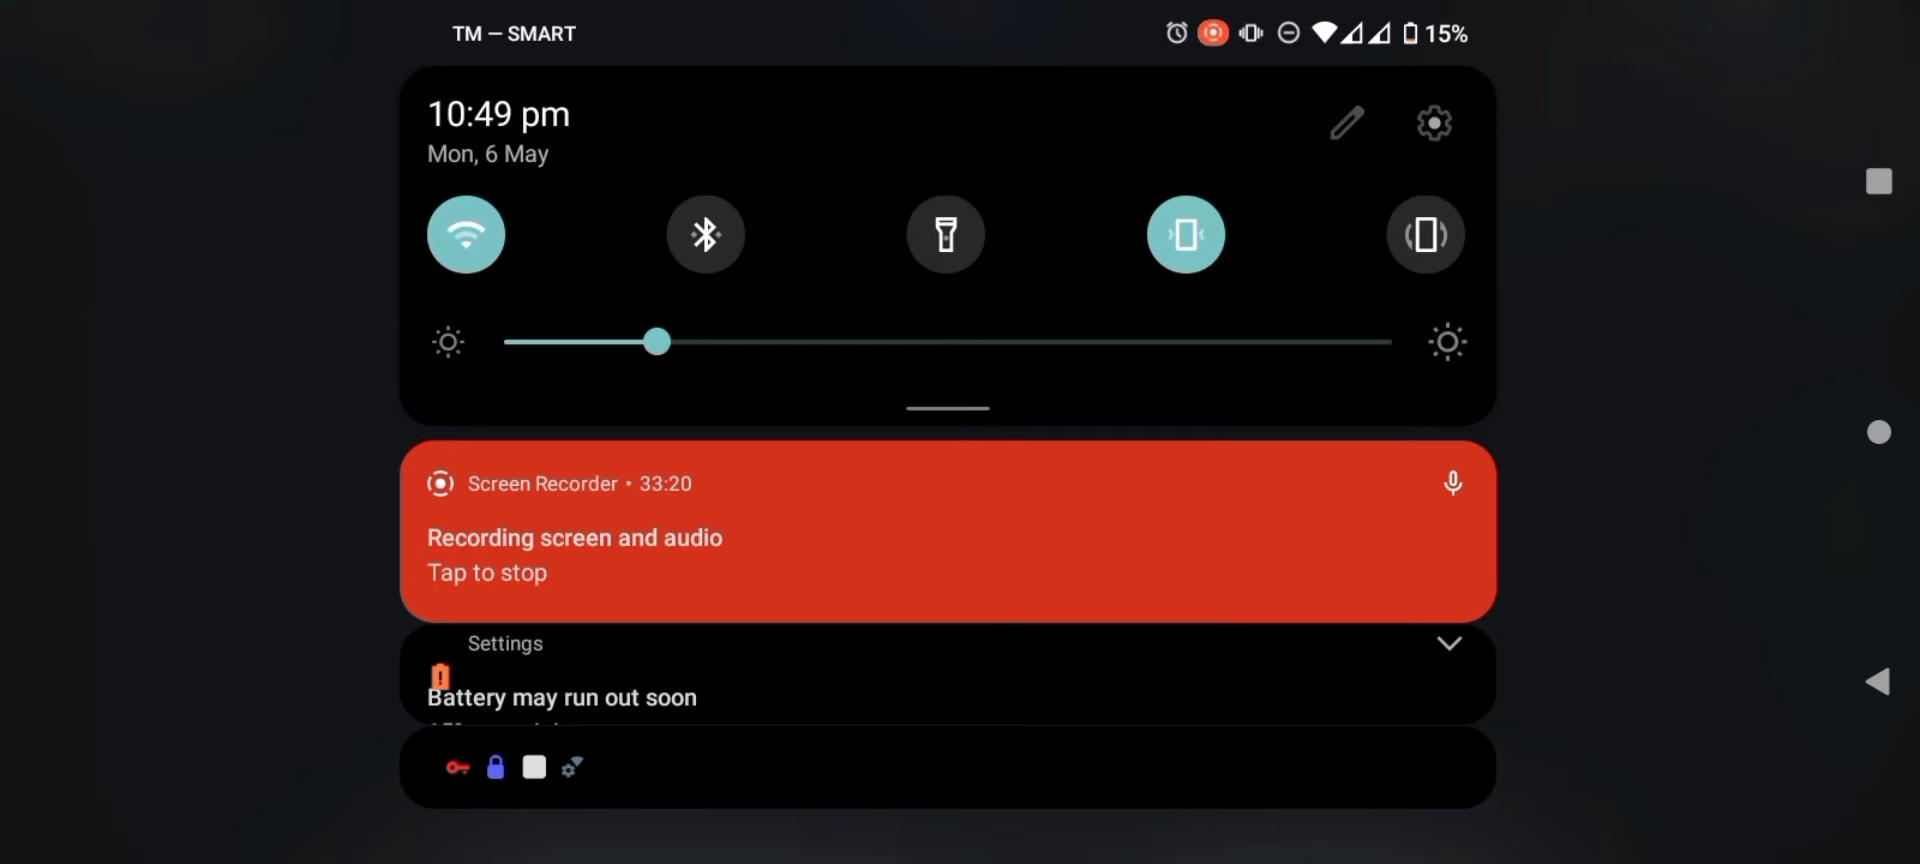 TM — SMART
15%
10:49 pm
Mon, 6 May
Screen Recorder • 33:20
Recording screen and audio
Tap to stop
Settings
Battery may run out soon